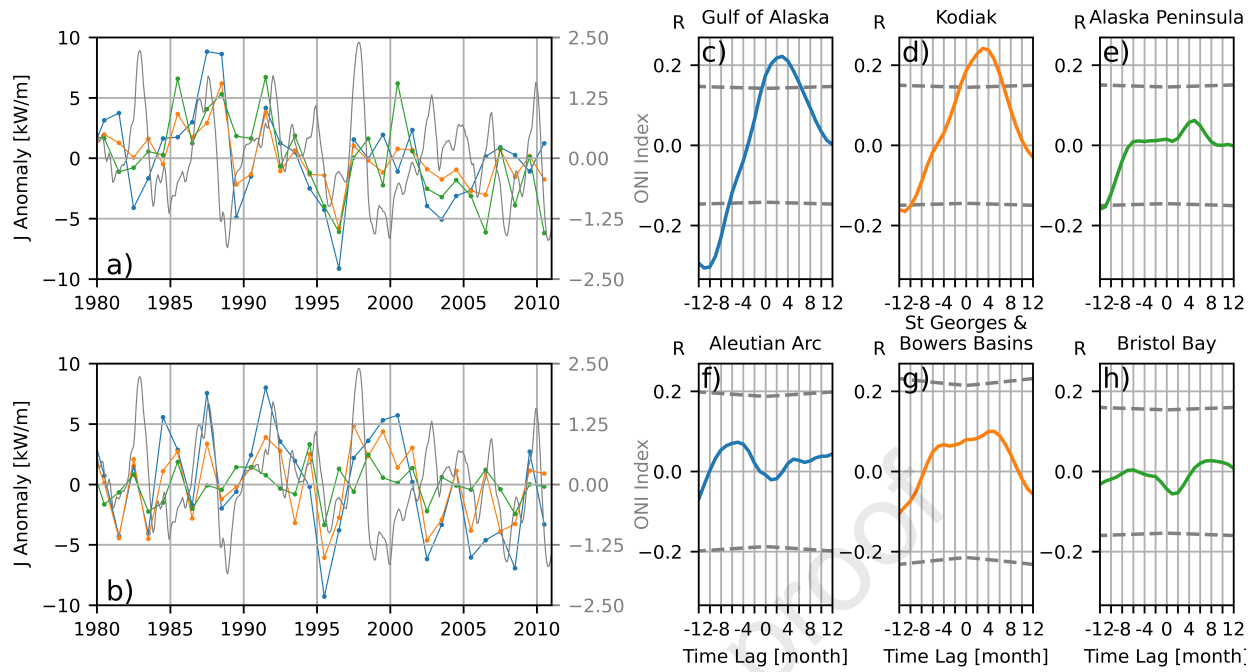 R Gulf of Alaska R Kodiak R Alaska Peninsula
a)
J Anomaly [kW/m]
10
5
0
−5
−10
1980 1985 1990 1995 2000 2005 2010
2.50
1.25
0.00
−1.25
−2.50
ONI Index
c)
0.2
0.0
−0.2
-12 -8 -4 0 4 8 12
d)
0.2
0.0
−0.2
-12 -8 -4 0 4 8 12
e)
0.2
0.0
−0.2
-12 -8 -4 0 4 8 12
b)
J Anomaly [kW/m]
10
5
0
−5
−10
1980 1985 1990 1995 2000 2005 2010
2.50
1.25
0.00
−1.25
−2.50
ONI Index
R Aleutian Arc
f)
0.2
0.0
−0.2
-12 -8 -4 0 4 8 12
Time Lag [month]
St Georges &
R Bowers Basins
g)
0.2
0.0
−0.2
-12 -8 -4 0 4 8 12
Time Lag [month]
R Bristol Bay
h)
0.2
0.0
−0.2
-12 -8 -4 0 4 8 12
Time Lag [month]
proof